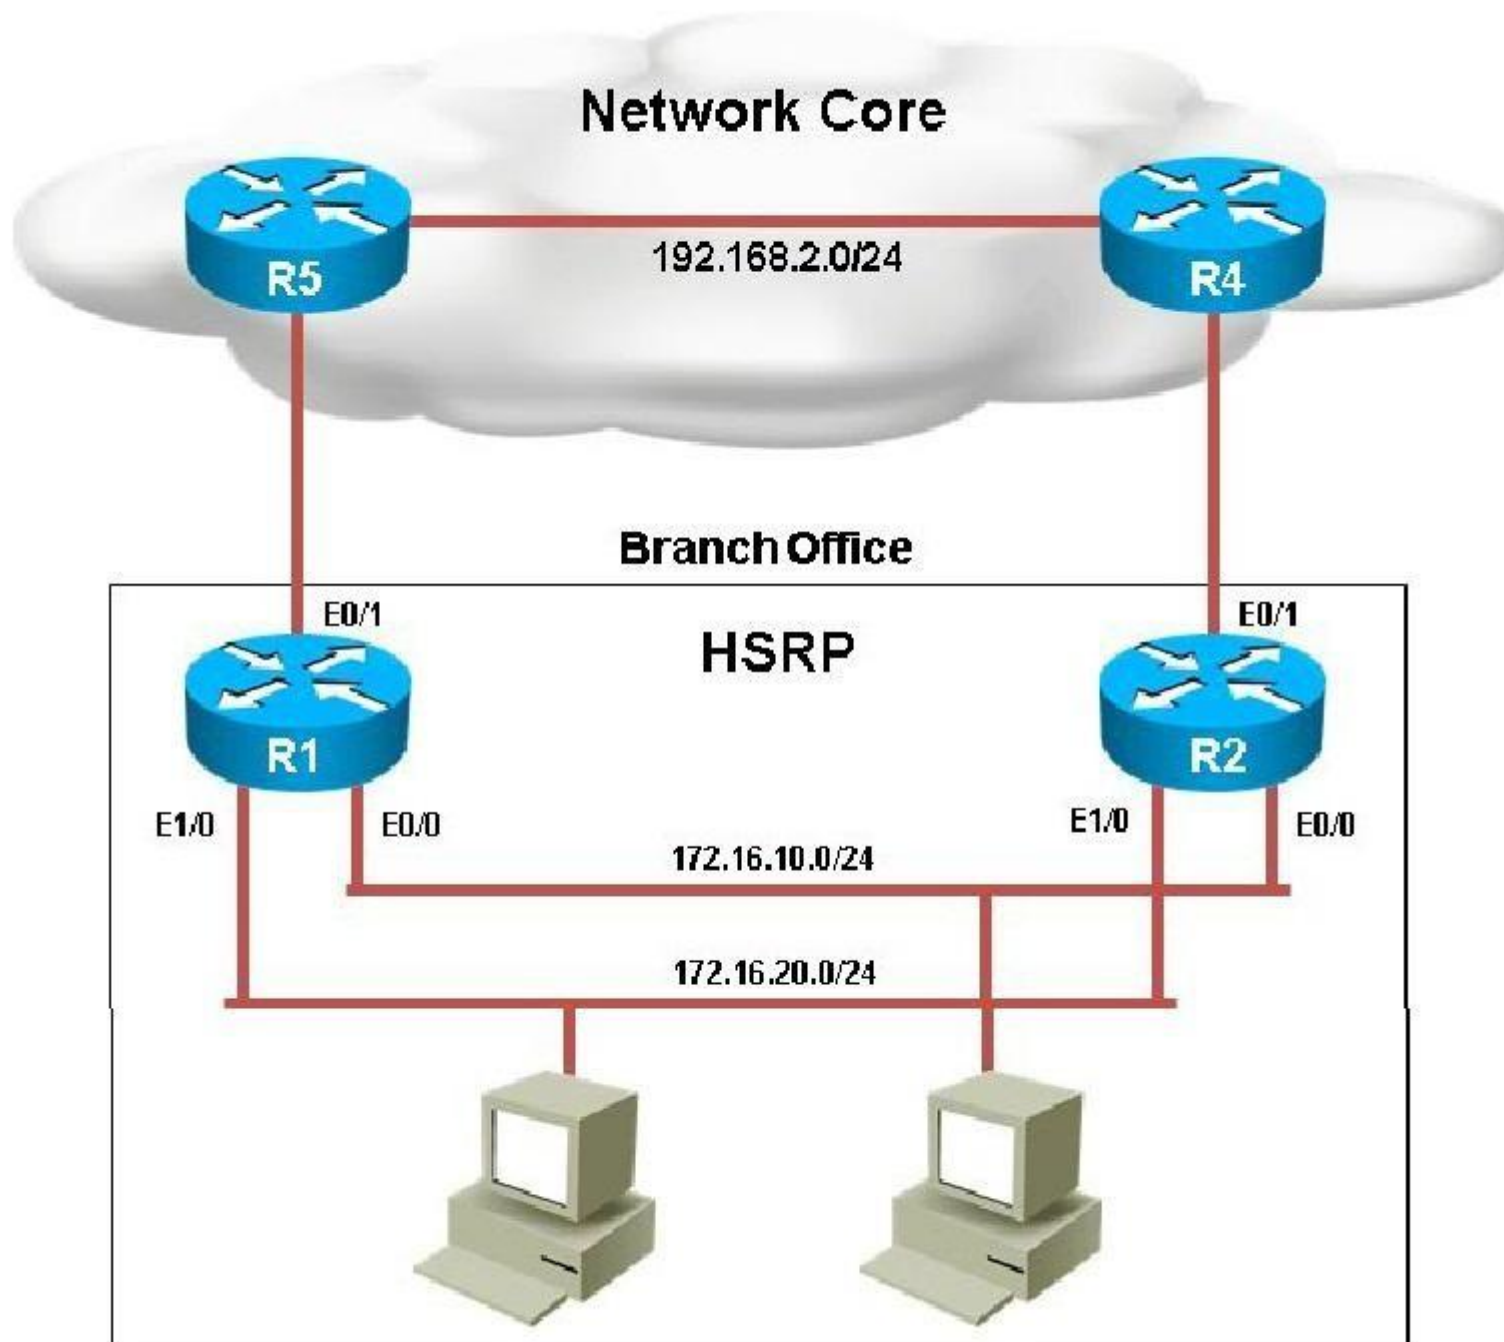 Network Core
192.168.2.0/24
R5
R4
Branch Office
E0/1
E0/1
HSRP
R1
R2
E1/0
E0/0
E1/0
E0/0
172.16.10.0/24
172.16.20.0/24